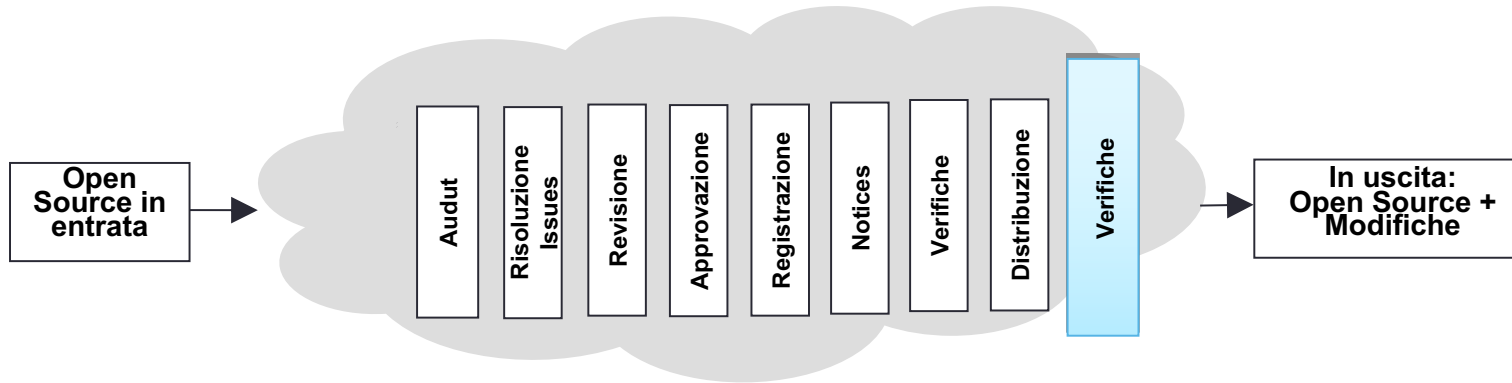 Open
Source in
entrata
Audut
Risoluzione
Issues
Revisione
Approvazione
Registrazione
Notices
Verifiche
Distribuzione
Verifiche
In uscita:
Open Source +
Modifiche